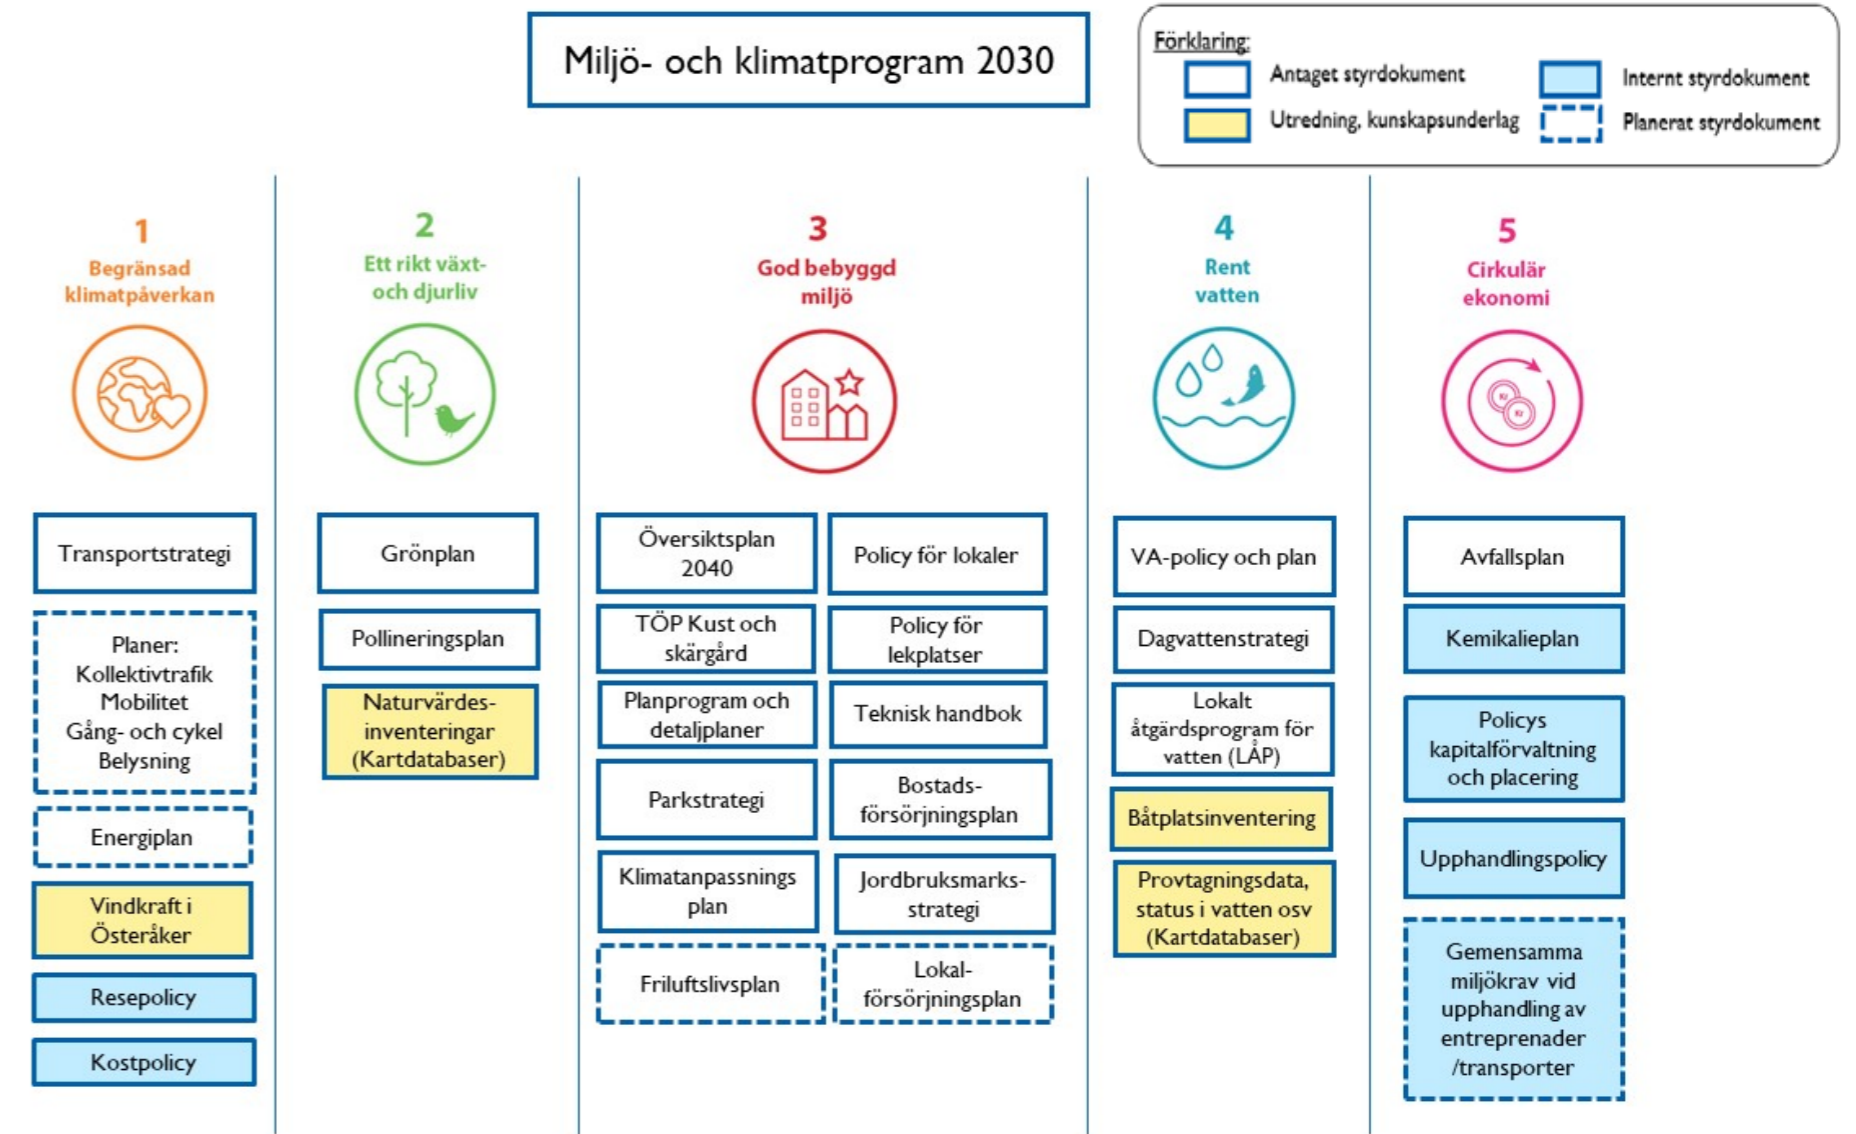 Miljö- och klimatprogram 2030
Förklaring:
Antaget styrdokument
Internt styrdokument
Utredning, kunskapsunderlag
Planerat styrdokument
1
Begränsad
klimatpåverkan
Transportstrategi
Planer:
Kollektivtrafik
Mobilitet
Gång- och cykel
Belysning
Energiplan
Vindkraft i
Österåker
Resepolicy
Kostpolicy
2
Ett rikt växt-
och djurliv
Grönplan
Pollineringsplan
Naturvärdes-
inventeringar
(Kartdatabaser)
3
God bebyggd
miljö
Översiktsplan
2040
Policy för lokaler
TÖP Kust och
skärgård
Policy för
lekplatser
Planprogram och
detaljplaner
Teknisk handbok
Parkstrategi
Bostads-
försörjningsplan
Klimatanpassnings
plan
Jordbruksmarks-
strategi
Friluftslivsplan
Lokal-
försörjningsplan
4
Rent
vatten
VA-policy och plan
Dagvattenstrategi
Lokalt
åtgärdsprogram för
vatten (LÅP)
Båtplatsinventering
Provtagningsdata,
status i vatten osv
(Kartdatabaser)
5
Cirkulär
ekonomi
Kr
Kr
Avfallsplan
Kemikalieplan
Policys
kapitalförvaltning
och placering
Upphandlingspolicy
Gemensamma
miljökrav vid
upphandling av
entreprenader
/transporter